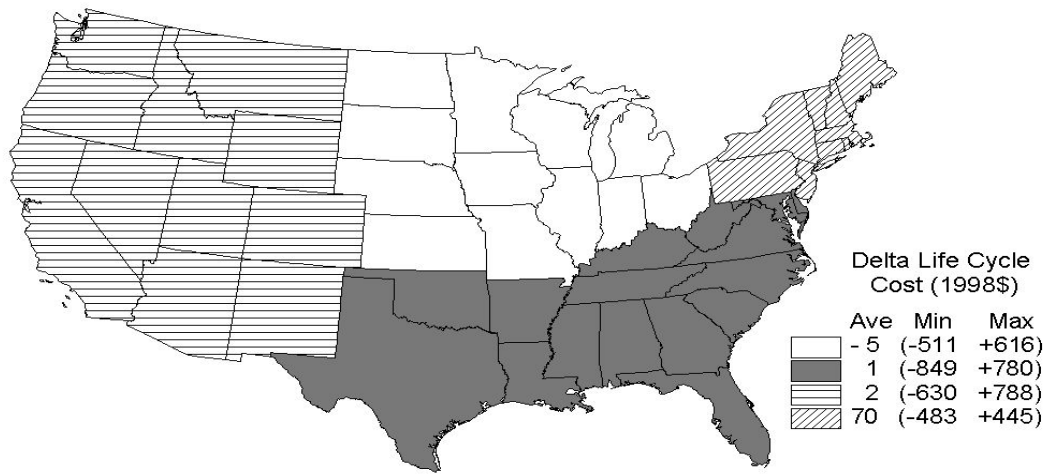 Delta Life Cycle
Cost (1998$)
Ave Min Max
- 5 (-511 +616)
1 (-849 +780)
2 (-630 +788)
70 (-483 +445)